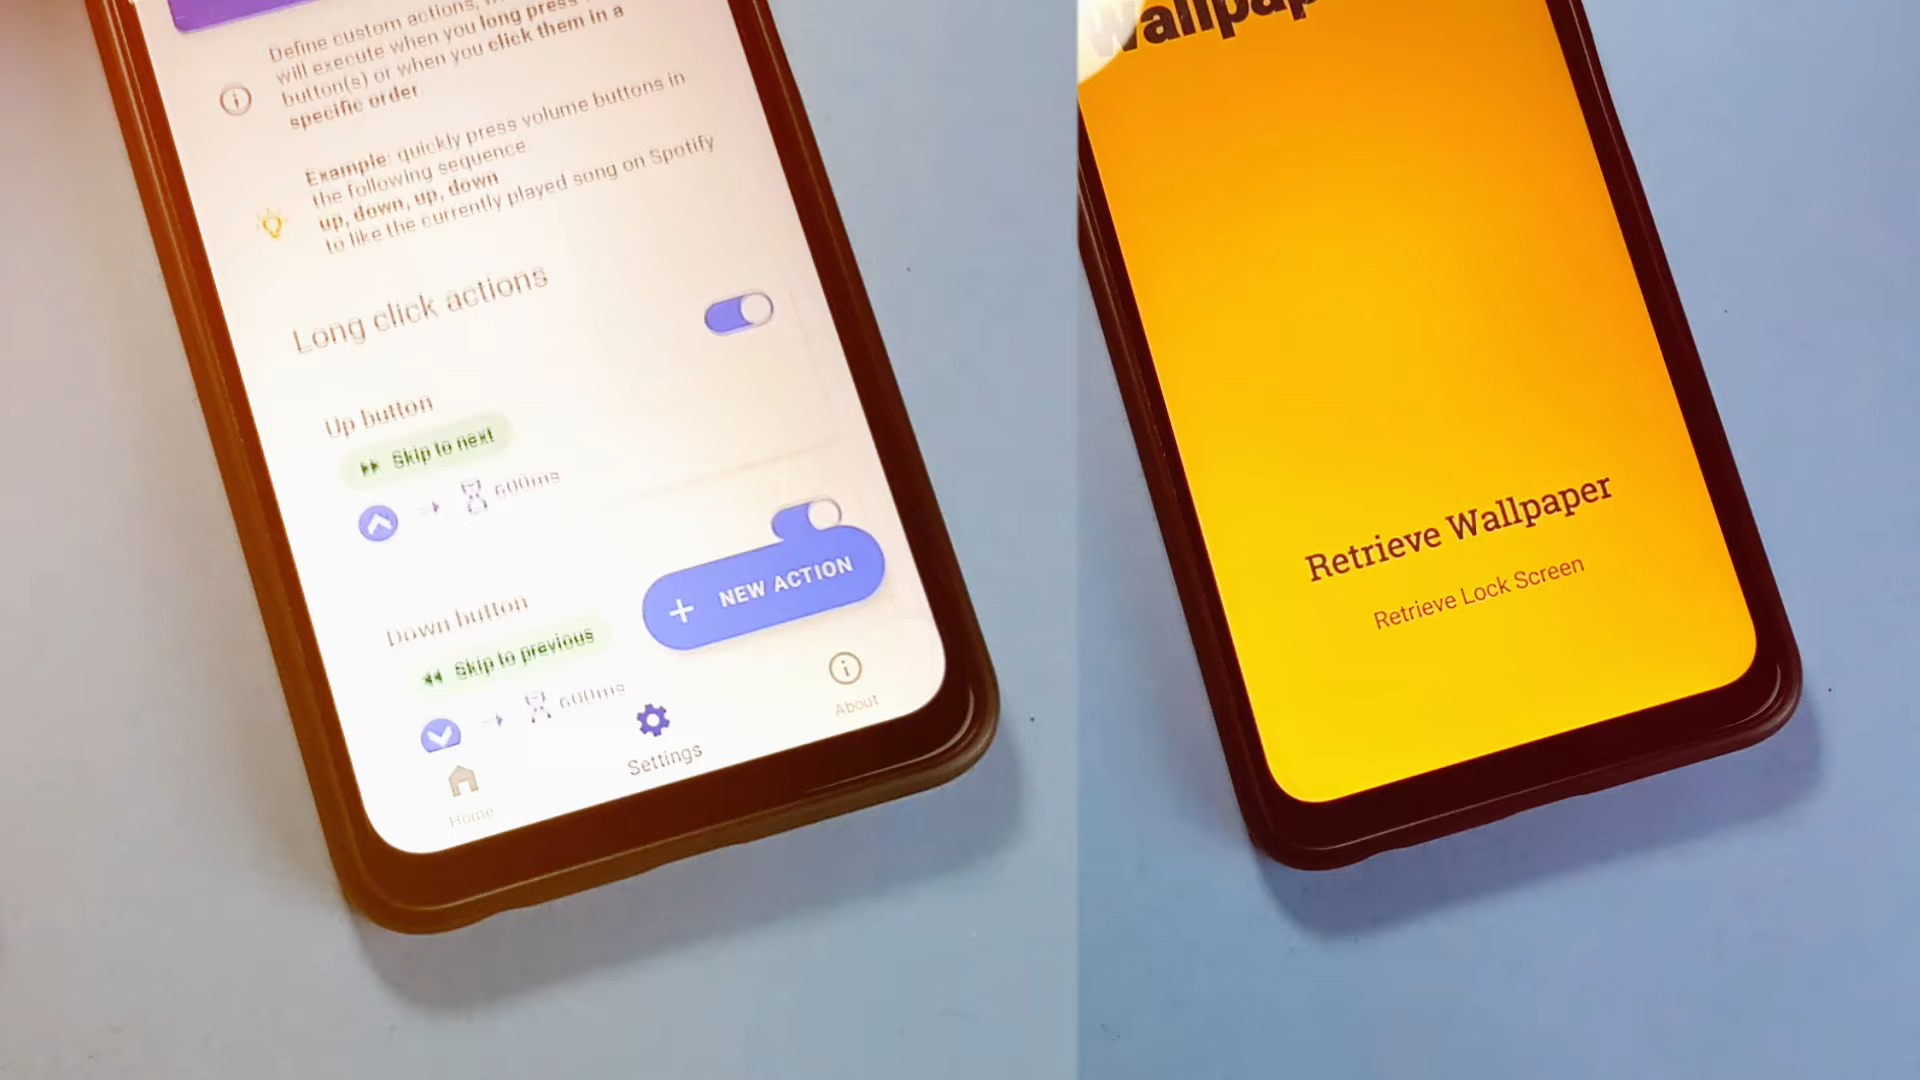 Define custom actions,
will execute when you long press
button(s) or when you click them in a
specific order
Example: quickly press volume buttons in
the following sequence
up, down, up, down
to like the currently played song on Spotify
Long click actions
Up button
Skip to next
600ms
Down button
Skip to previous
600ms
+ NEW ACTION
Home
Settings
About
Wallpap
Retrieve Wallpaper
Retrieve Lock Screen